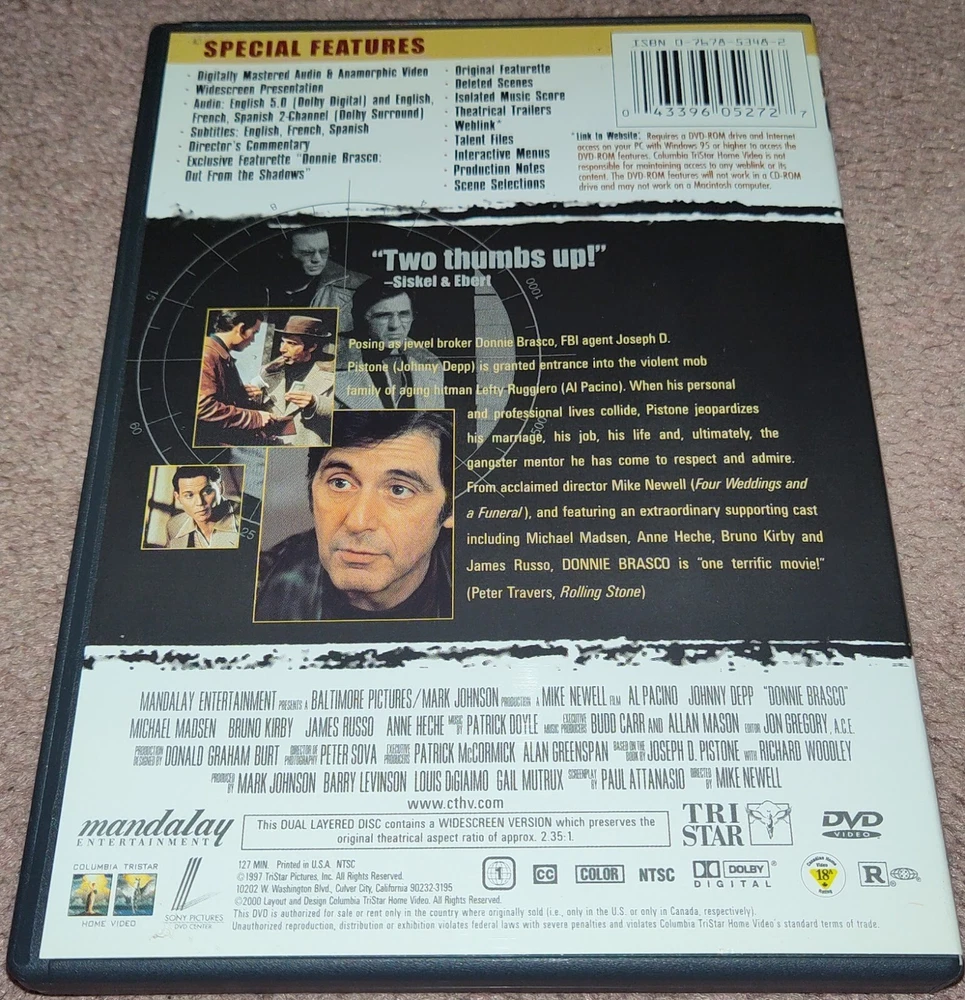 SPECIAL FEATURES
· Digitally Mastered Audio & Anamorphic Video
· Widescreen Presentation
· Audio: English 5.0 (Dolby Digital) and English,
French, Spanish 2-Channel (Dolby Surround)
· Subtitles: English, French, Spanish
· Director's Commentary
· Exclusive Featurette "Donnie Brasco:
Out From the Shadows"
· Original Featurette
· Deleted Scenes
· Isolated Music Score
· Theatrical Trailers
· Weblink*
· Talent Files
· Interactive Menus
· Production Notes
· Scene Selections
ISBN 0-7678-5348-2
0 43396 05272 7
*Link to Website: Requires a DVD-ROM drive and Internet
access on your PC with Windows 95 or higher to access the
DVD-ROM features. Columbia TriStar Home Video is not
responsible for maintaining access to any weblink or its
content. The DVD-ROM features will not work in a CD-ROM
drive and may not work on a Macintosh computer.
"Two thumbs up!"
–Siskel & Ebert
8
15
60
25
1000
500
Posing as jewel broker Donnie Brasco, FBI agent Joseph D.
Pistone (Johnny Depp) is granted entrance into the violent mob
family of aging hitman Lefty Ruggiero (Al Pacino). When his personal
and professional lives collide, Pistone jeopardizes
his marriage, his job, his life and, ultimately, the
gangster mentor he has come to respect and admire.
From acclaimed director Mike Newell (Four Weddings and
a Funeral), and featuring an extraordinary supporting cast
including Michael Madsen, Anne Heche, Bruno Kirby and
James Russo, DONNIE BRASCO is "one terrific movie!"
(Peter Travers, Rolling Stone)
MANDALAY ENTERTAINMENT PRESENTS A BALTIMORE PICTURES/MARK JOHNSON PRODUCTION A MIKE NEWELL FILM AL PACINO JOHNNY DEPP "DONNIE BRASCO"
MICHAEL MADSEN BRUNO KIRBY JAMES RUSSO ANNE HECHE MUSIC BY PATRICK DOYLE EXECUTIVE MUSIC PRODUCERS BUDD CARR AND ALLAN MASON EDITOR JON GREGORY, A.C.E.
PRODUCTION DESIGNED BY DONALD GRAHAM BURT DIRECTOR OF PHOTOGRAPHY PETER SOVA EXECUTIVE PRODUCERS PATRICK McCORMICK ALAN GREENSPAN BASED ON THE BOOK BY JOSEPH D. PISTONE WITH RICHARD WOODLEY
PRODUCED BY MARK JOHNSON BARRY LEVINSON LOUIS DiGIAIMO GAIL MUTRUX SCREENPLAY BY PAUL ATTANASIO DIRECTED BY MIKE NEWELL
www.cthv.com
mandalay
ENTERTAINMENT
This DUAL LAYERED DISC contains a WIDESCREEN VERSION which preserves the
original theatrical aspect ratio of approx. 2.35:1.
TRI
STAR
DVD
VIDEO
COLUMBIA TRISTAR
HOME VIDEO
SONY PICTURES
DVD CENTER
127 MIN. Printed in U.S.A. NTSC
©1997 TriStar Pictures, Inc. All Rights Reserved.
10202 W. Washington Blvd., Culver City, California 90232-3195
©2000 Layout and Design Columbia TriStar Home Video. All Rights Reserved.
This DVD is authorized for sale or rent only in the country where originally sold (i.e., only in the U.S. or only in Canada, respectively).
Unauthorized reproduction, distribution or exhibition violates federal laws with severe penalties and violates Columbia TriStar Home Video's standard terms of trade.
1
CC
COLOR
NTSC
DOLBY
DIGITAL
Canadian Home
Video
18A
Rating
R